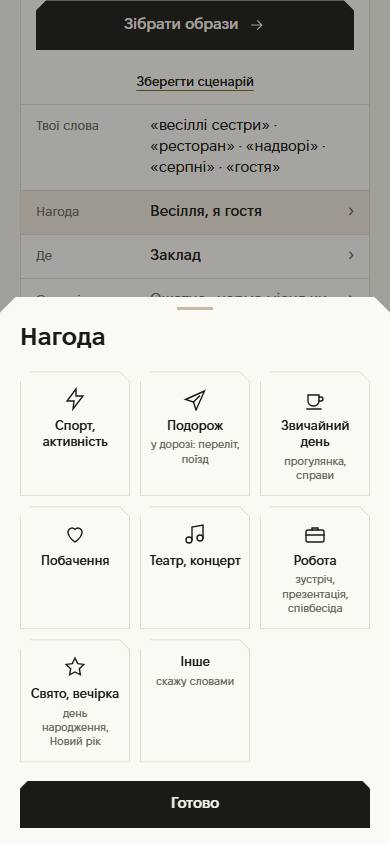 Зібрати образи →
Зберегти сценарій
Твої слова
«весіллі сестри» ·
«ресторан» · «надворі» ·
«серпні» · «гостя»
Нагода
Весілля, я гостя
Де
Заклад
Нагода
Спорт,
активність
Подорож
у дорозі: переліт,
поїзд
Звичайний
день
прогулянка,
справи
Побачення
Театр, концерт
Робота
зустріч,
презентація,
співбесіда
Свято, вечірка
день
народження,
Новий рік
Інше
скажу словами
Готово